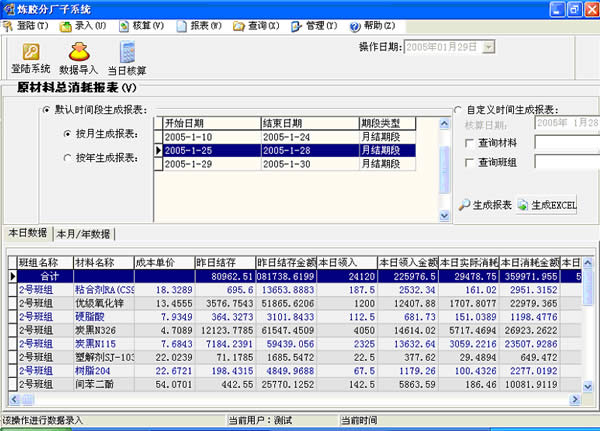 炼胶分厂子系统
登陆(T) 录入(U) 核算(V) 报表(W) 查询(X) 管理(Y) 帮助(Z)
登陆系统 数据导入 当日核算 操作日期: 2005年01月29日
原材料总消耗报表(V)
默认时间段生成报表: 自定义时间生成报表:
按月生成报表:
按年生成报表:
开始日期 结束日期 期段类型
2005-1-10 2005-1-24 月结期段
2005-1-25 2005-1-28 月结期段
2005-1-29 2005-1-30 月结期段
核算日期: 2005年 1月28
查询材料
查询班组
生成报表 生成EXCEL
本日数据 本月/年数据
班组名称 材料名称 成本单价 昨日结存 昨日结存金额 本日领入 本日领入金额 本日实际消耗 本日消耗金额 本日
合计 80962.51 081738.6199 24120 225976.5 29478.75 359971.955 5
2号班组 粘合剂RA(CS9 18.3289 695.6 13653.8883 187.5 2532.34 161.02 2951.3152
2号班组 优级氧化锌 13.4555 3576.7543 51865.6206 1200 12407.88 1707.8077 22979.365
2号班组 硬脂酸 7.9349 364.3273 3101.8433 112.5 681.73 151.0389 1198.4776
2号班组 炭黑N326 4.7089 12123.7785 61547.4509 4050 14614.02 5717.4694 26923.2622
2号班组 炭黑N115 7.6843 7184.2391 59439.056 2325 13632.64 3059.2216 23507.9286
2号班组 塑解剂SJ-103 22.0239 71.1785 1685.5472 22.5 377.62 29.4894 649.472
2号班组 树脂204 22.6721 198.4315 4849.9688 67.5 1179.26 100.4326 2277.0192
2号班组 间苯二酚 54.0701 442.55 25770.1252 142.5 5863.59 186.46 10081.9119
该操作进行数据录入 当前用户：测试 当前时间